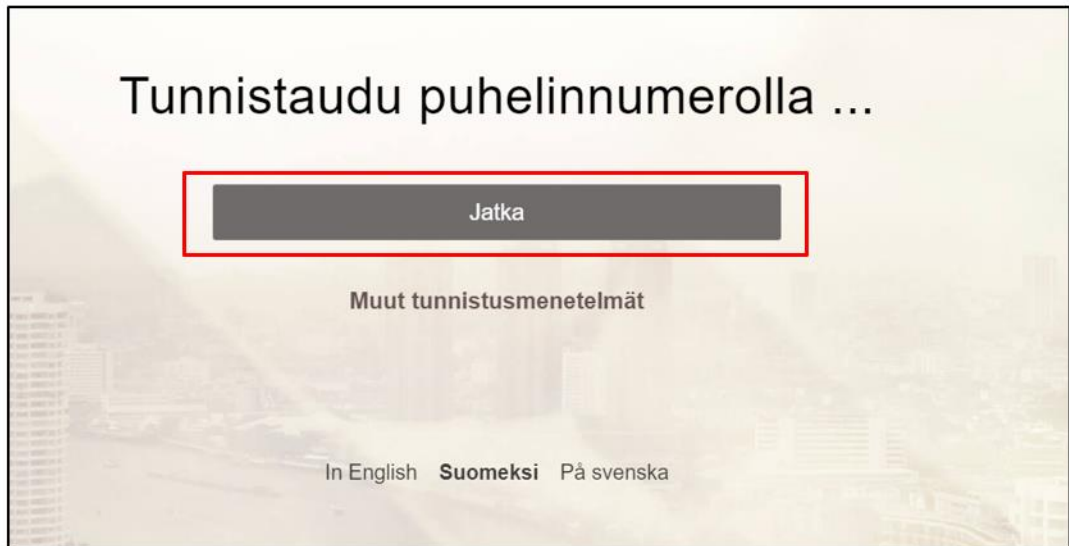 Tunnistaudu puhelinnumerolla ...
Jatka
Muut tunnistusmenetelmät
In English Suomeksi På svenska